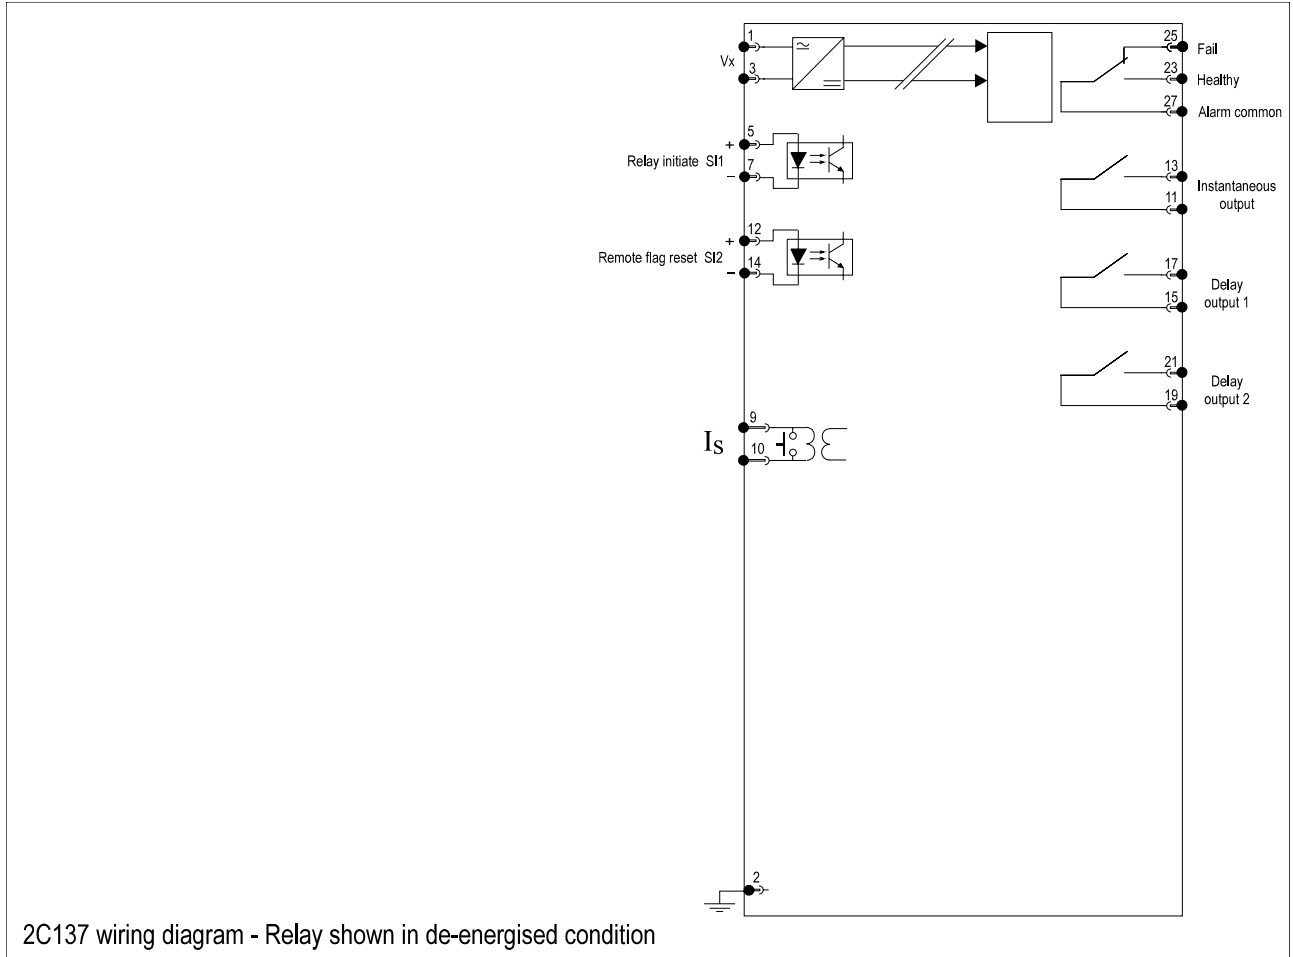 1
Vx
3
25
Fail
23
Healthy
27
Alarm common
5
+
Relay initiate SI1
7
–
13
Instantaneous
11
output
12
+
Remote flag reset SI2
14
–
17
Delay
15
output 1
21
Delay
19
output 2
9
Is
10
2
2C137 wiring diagram - Relay shown in de-energised condition